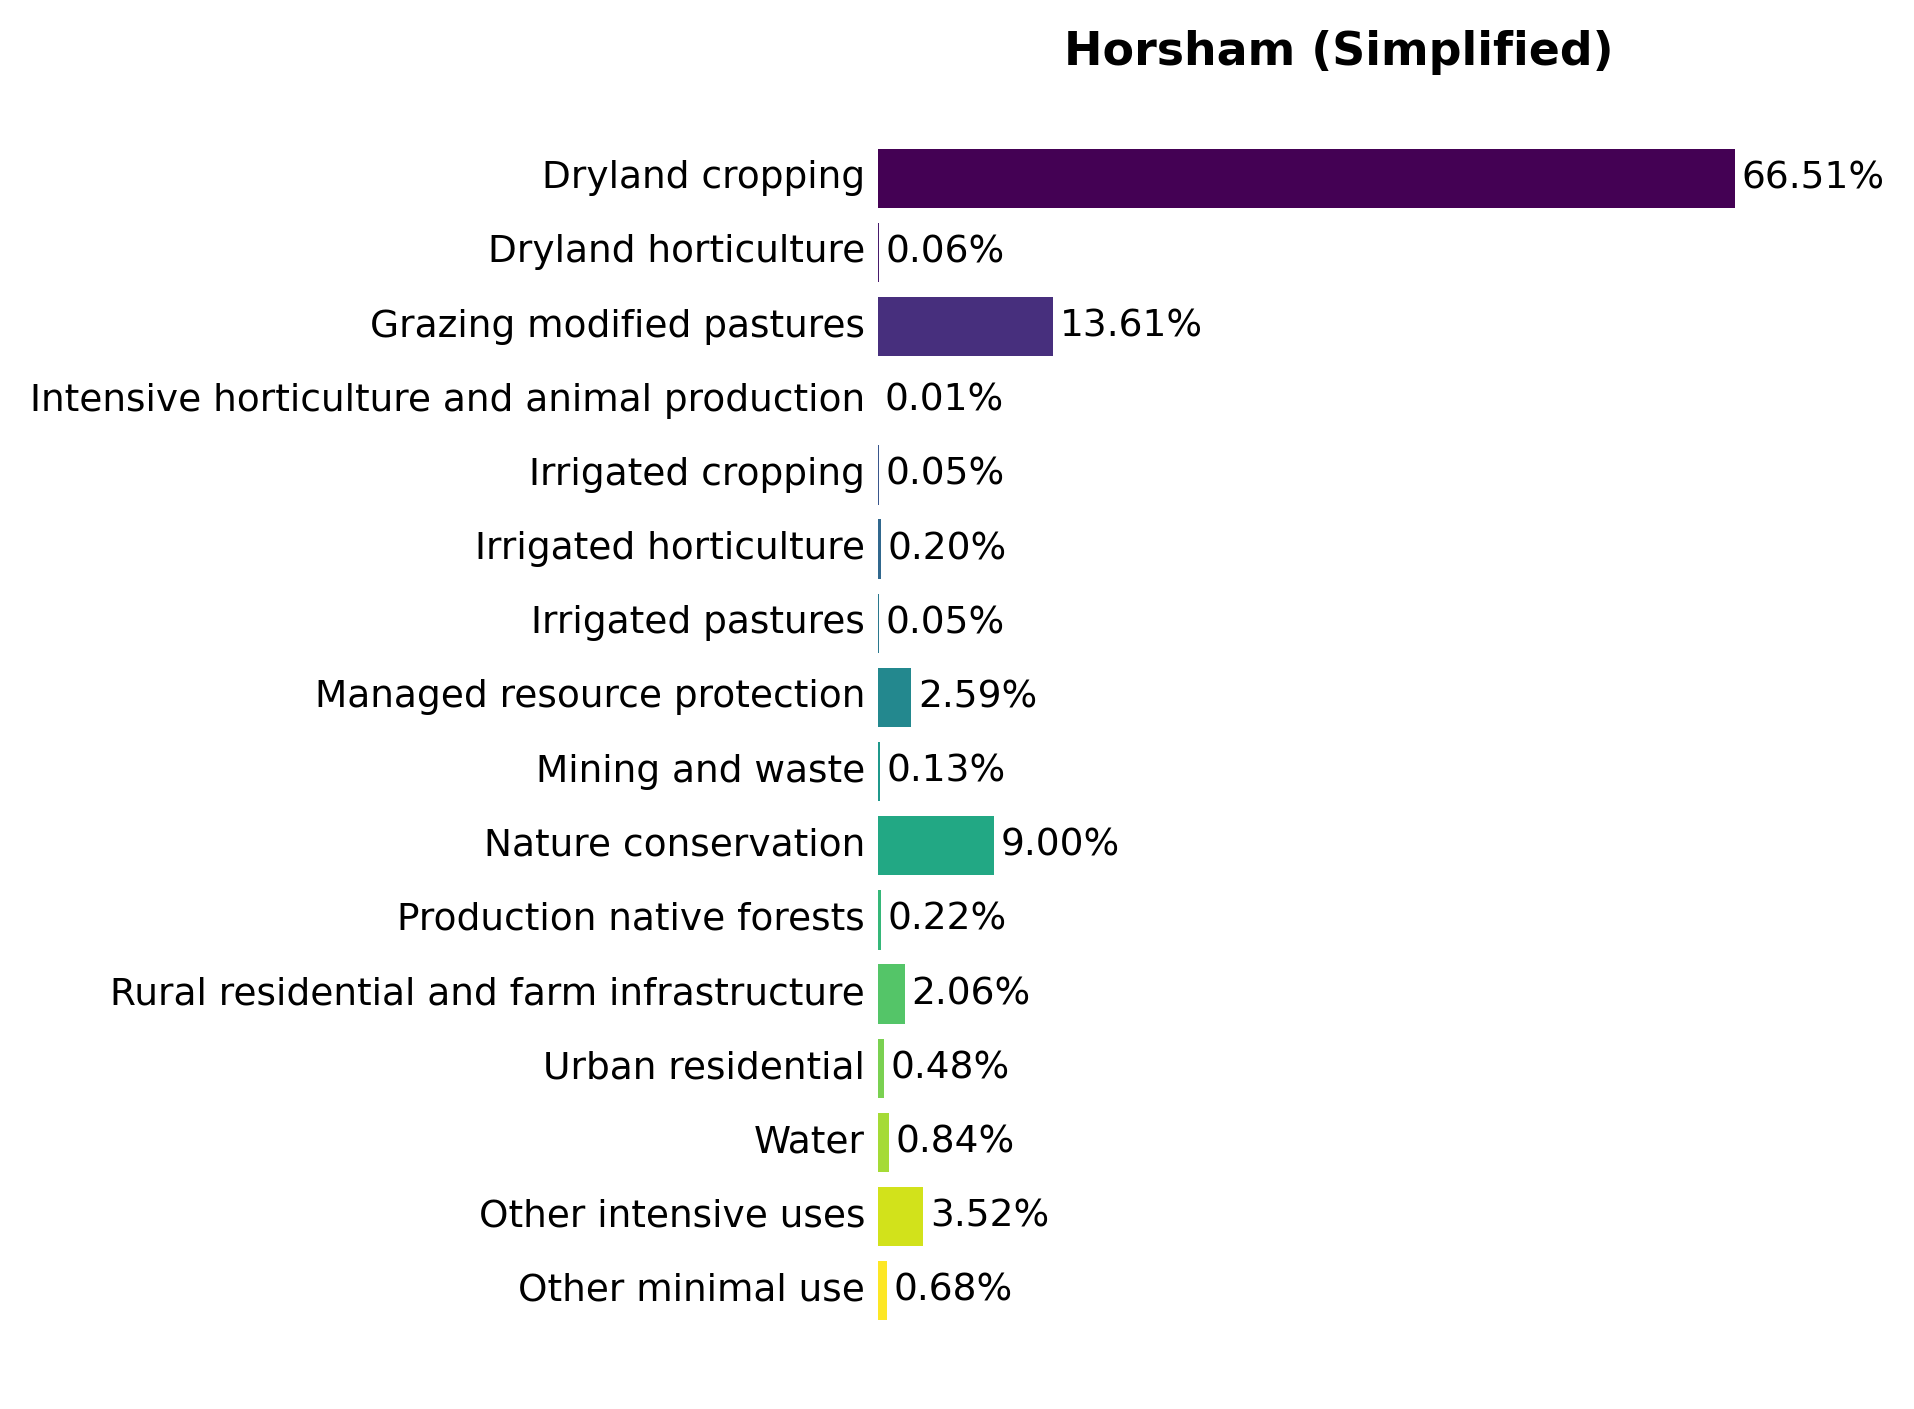 Horsham (Simplified)
Dryland cropping 66.51%
Dryland horticulture 0.06%
Grazing modified pastures 13.61%
Intensive horticulture and animal production 0.01%
Irrigated cropping 0.05%
Irrigated horticulture 0.20%
Irrigated pastures 0.05%
Managed resource protection 2.59%
Mining and waste 0.13%
Nature conservation 9.00%
Production native forests 0.22%
Rural residential and farm infrastructure 2.06%
Urban residential 0.48%
Water 0.84%
Other intensive uses 3.52%
Other minimal use 0.68%